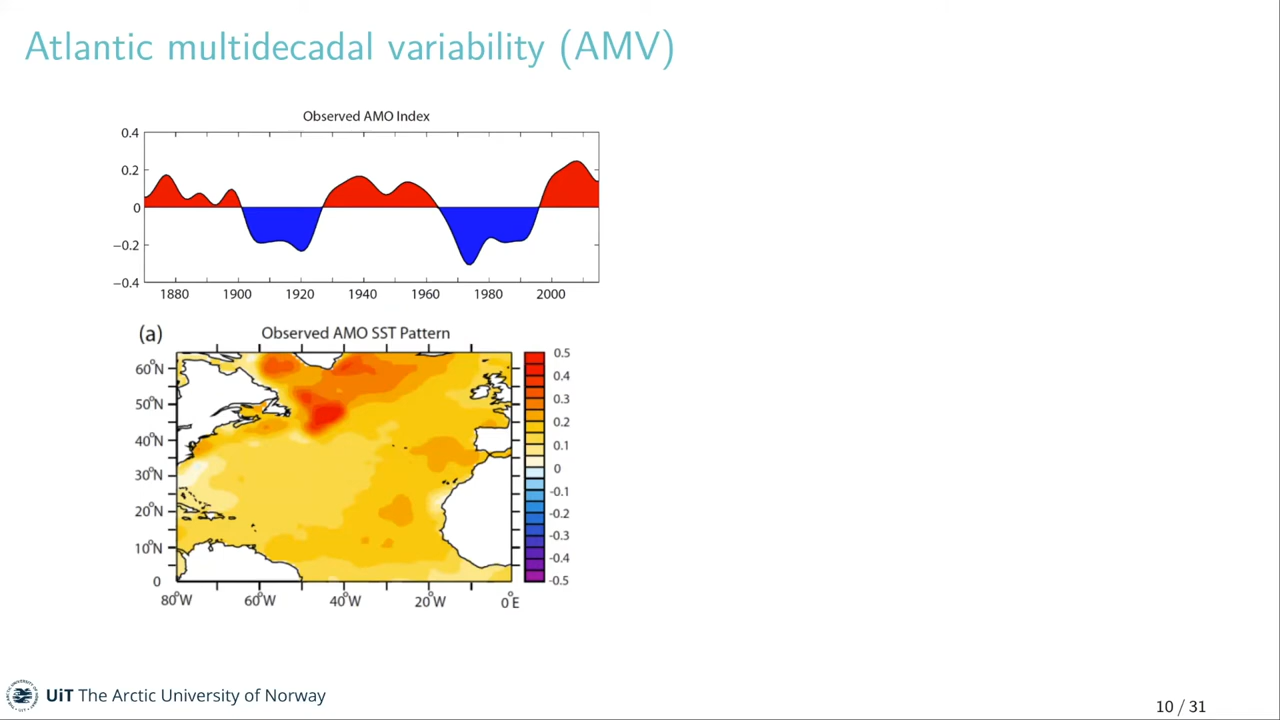 Atlantic multidecadal variability (AMV)
Observed AMO Index
0.4
0.2
0
−0.2
−0.4
1880 1900 1920 1940 1960 1980 2000
(a) Observed AMO SST Pattern
60°N
50°N
40°N
30°N
20°N
10°N
0
80°W 60°W 40°W 20°W 0°E
0.5
0.4
0.3
0.2
0.1
0
-0.1
-0.2
-0.3
-0.4
-0.5
UiT The Arctic University of Norway
10 / 31